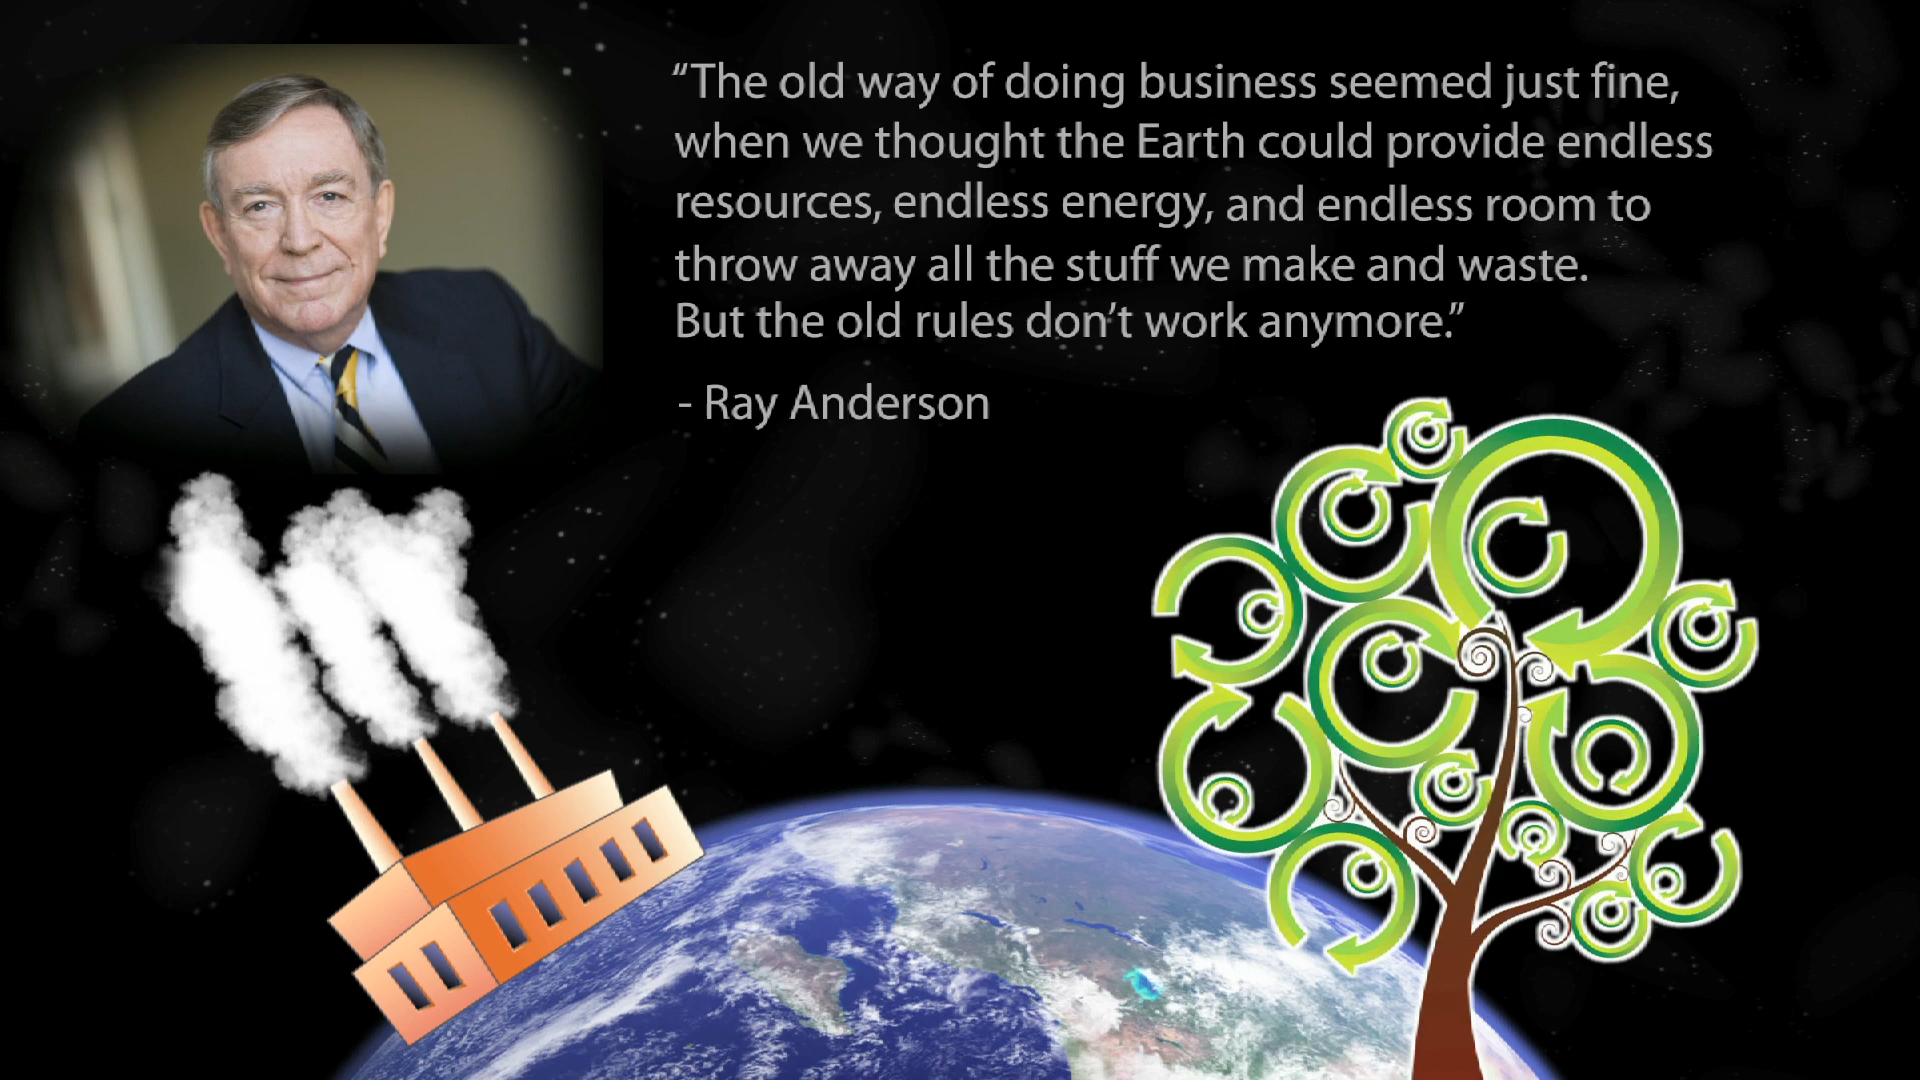 “The old way of doing business seemed just fine,
when we thought the Earth could provide endless
resources, endless energy, and endless room to
throw away all the stuff we make and waste.
But the old rules don’t work anymore.”
- Ray Anderson